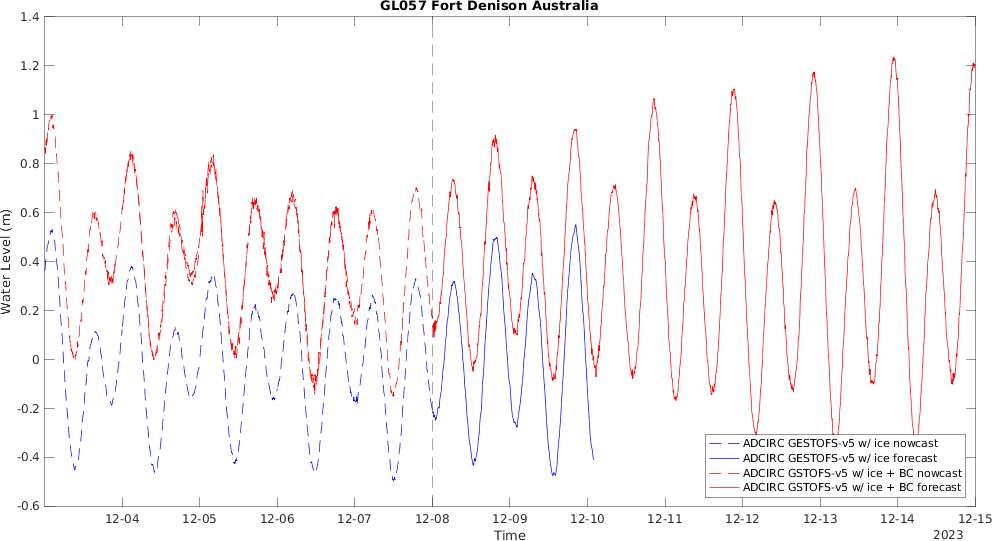 GL057 Fort Denison Australia
1.4
1.2
1
0.8
0.6
0.4
0.2
0
-0.2
-0.4
-0.6
Water Level (m)
ADCIRC GESTOFS-v5 w/ ice nowcast
ADCIRC GESTOFS-v5 w/ ice forecast
ADCIRC GSTOFS-v5 w/ ice + BC nowcast
ADCIRC GSTOFS-v5 w/ ice + BC forecast
12-04 12-05 12-06 12-07 12-08 12-09 12-10 12-11 12-12 12-13 12-14 12-15
Time
2023